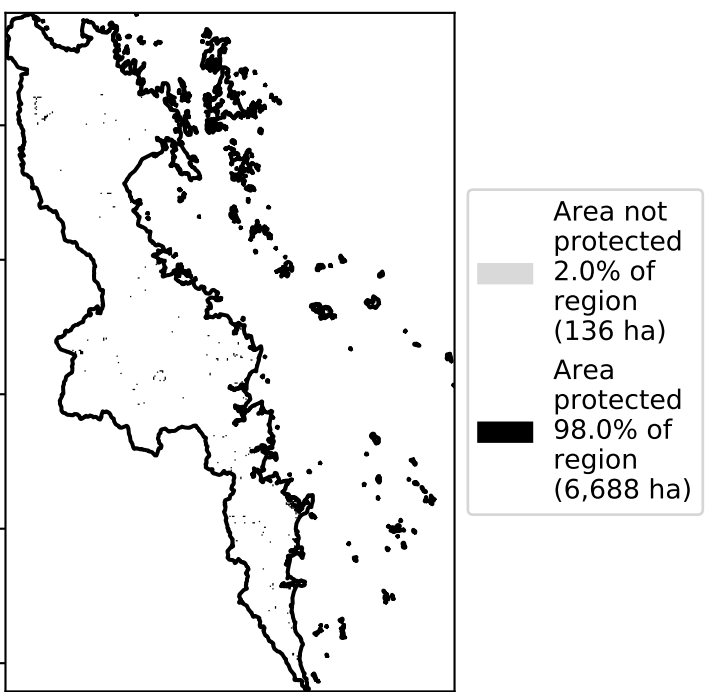 Area not
protected
2.0% of
region
(136 ha)
Area
protected
98.0% of
region
(6,688 ha)